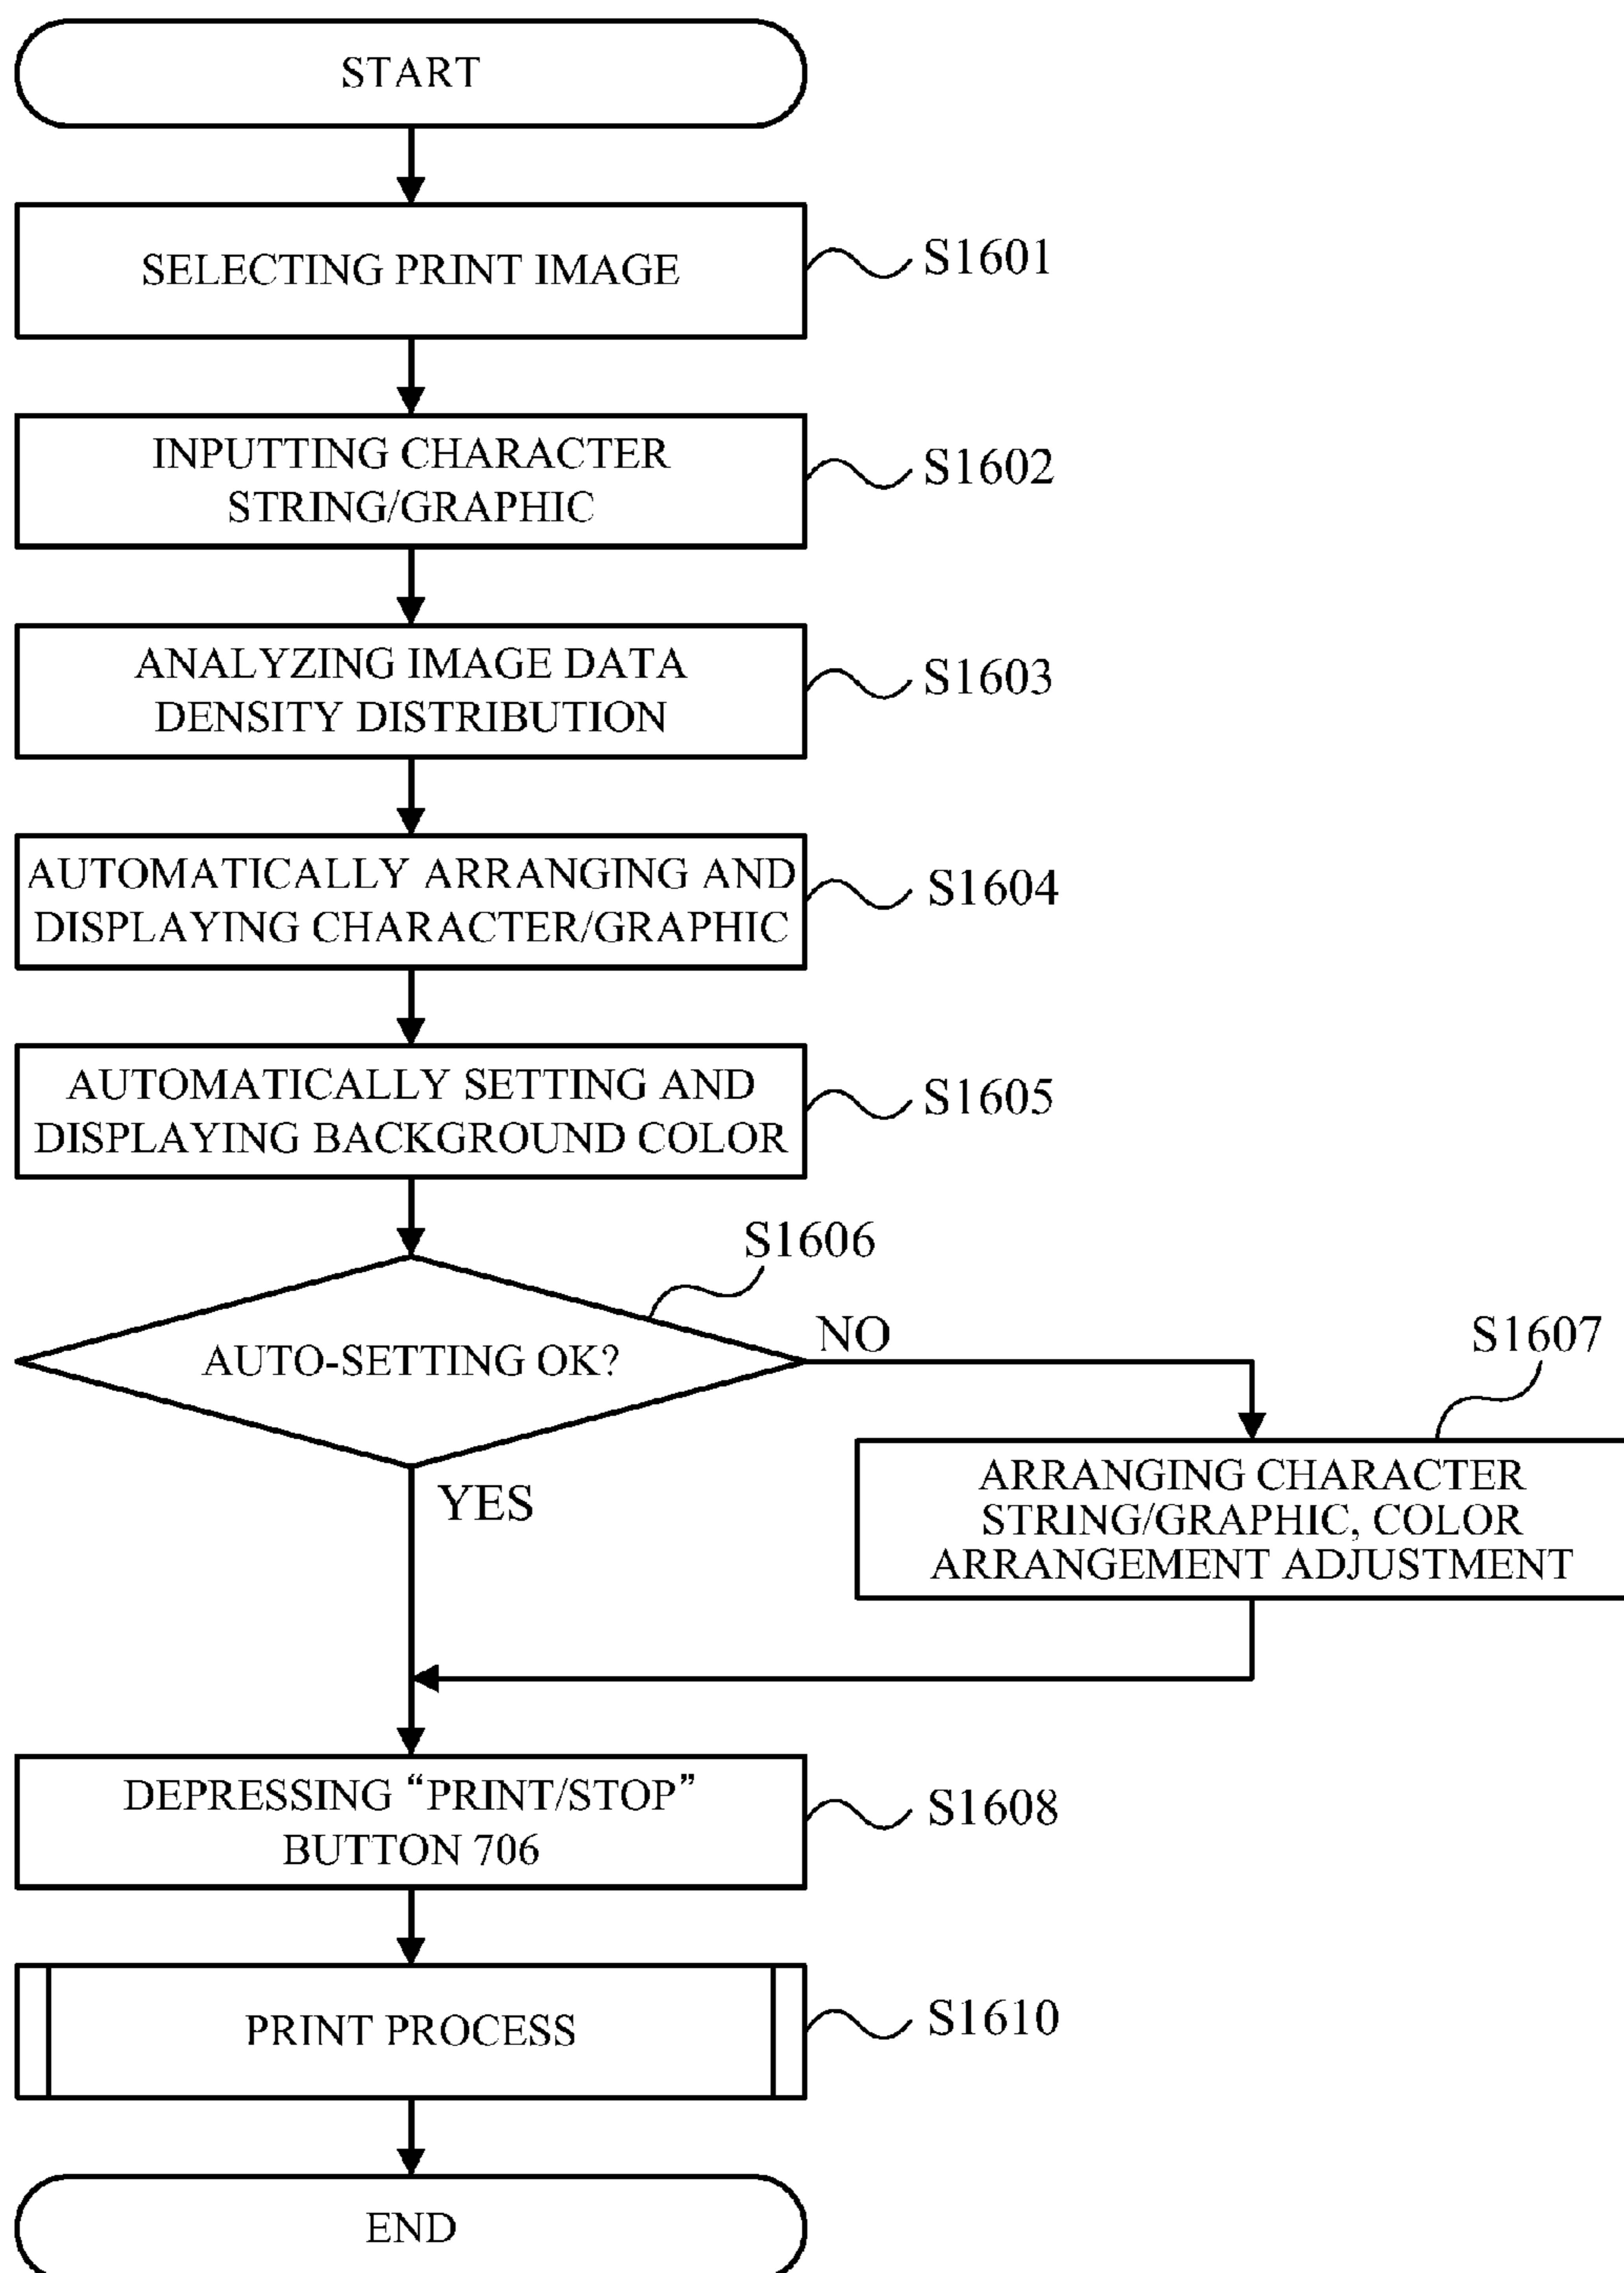 START
SELECTING PRINT IMAGE
S1601
INPUTTING CHARACTER
STRING/GRAPHIC
S1602
ANALYZING IMAGE DATA
DENSITY DISTRIBUTION
S1603
AUTOMATICALLY ARRANGING AND
DISPLAYING CHARACTER/GRAPHIC
S1604
AUTOMATICALLY SETTING AND
DISPLAYING BACKGROUND COLOR
S1605
S1606
AUTO-SETTING OK?
NO
YES
S1607
ARRANGING CHARACTER
STRING/GRAPHIC, COLOR
ARRANGEMENT ADJUSTMENT
DEPRESSING “PRINT/STOP”
BUTTON 706
S1608
PRINT PROCESS
S1610
END